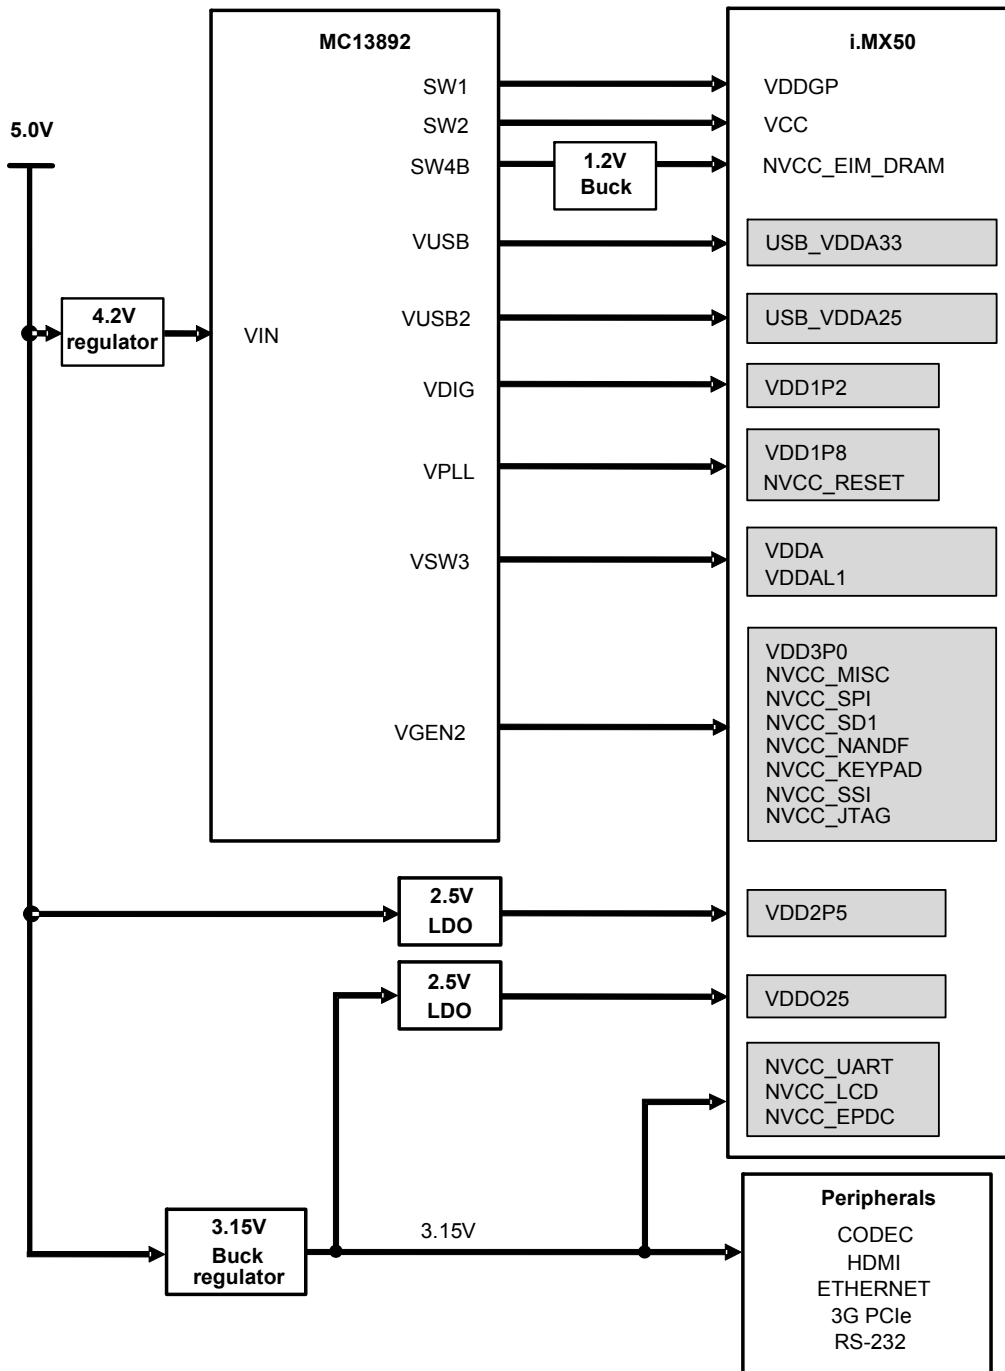 MC13892
i.MX50
SW1
VDDGP
5.0V
SW2
VCC
SW4B
1.2V
Buck
NVCC_EIM_DRAM
VUSB
USB_VDDA33
4.2V
regulator
VIN
VUSB2
USB_VDDA25
VDIG
VDD1P2
VPLL
VDD1P8
NVCC_RESET
VSW3
VDDA
VDDAL1
VGEN2
VDD3P0
NVCC_MISC
NVCC_SPI
NVCC_SD1
NVCC_NANDF
NVCC_KEYPAD
NVCC_SSI
NVCC_JTAG
2.5V
LDO
VDD2P5
2.5V
LDO
VDDO25
NVCC_UART
NVCC_LCD
NVCC_EPDC
3.15V
Buck
regulator
3.15V
Peripherals
CODEC
HDMI
ETHERNET
3G PCIe
RS-232